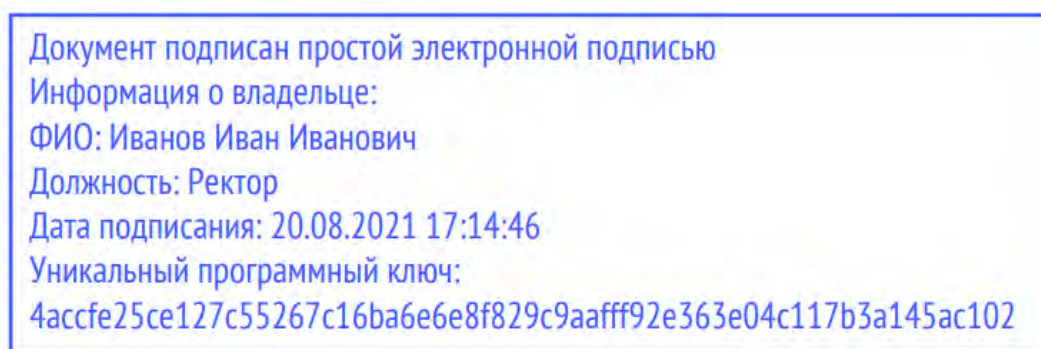 Документ подписан простой электронной подписью
Информация о владельце:
ФИО: Иванов Иван Иванович
Должность: Ректор
Дата подписания: 20.08.2021 17:14:46
Уникальный программный ключ:
4accfe25ce127c55267c16ba6e6e8f829c9aafff92e363e04c117b3a145ac102